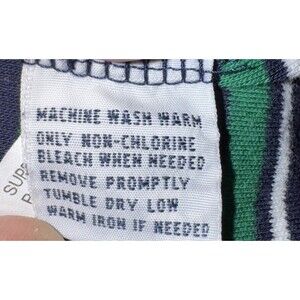 MACHINE WASH WARM
ONLY NON-CHLORINE
BLEACH WHEN NEEDED
REMOVE PROMPTLY
TUMBLE DRY LOW
WARM IRON IF NEEDED